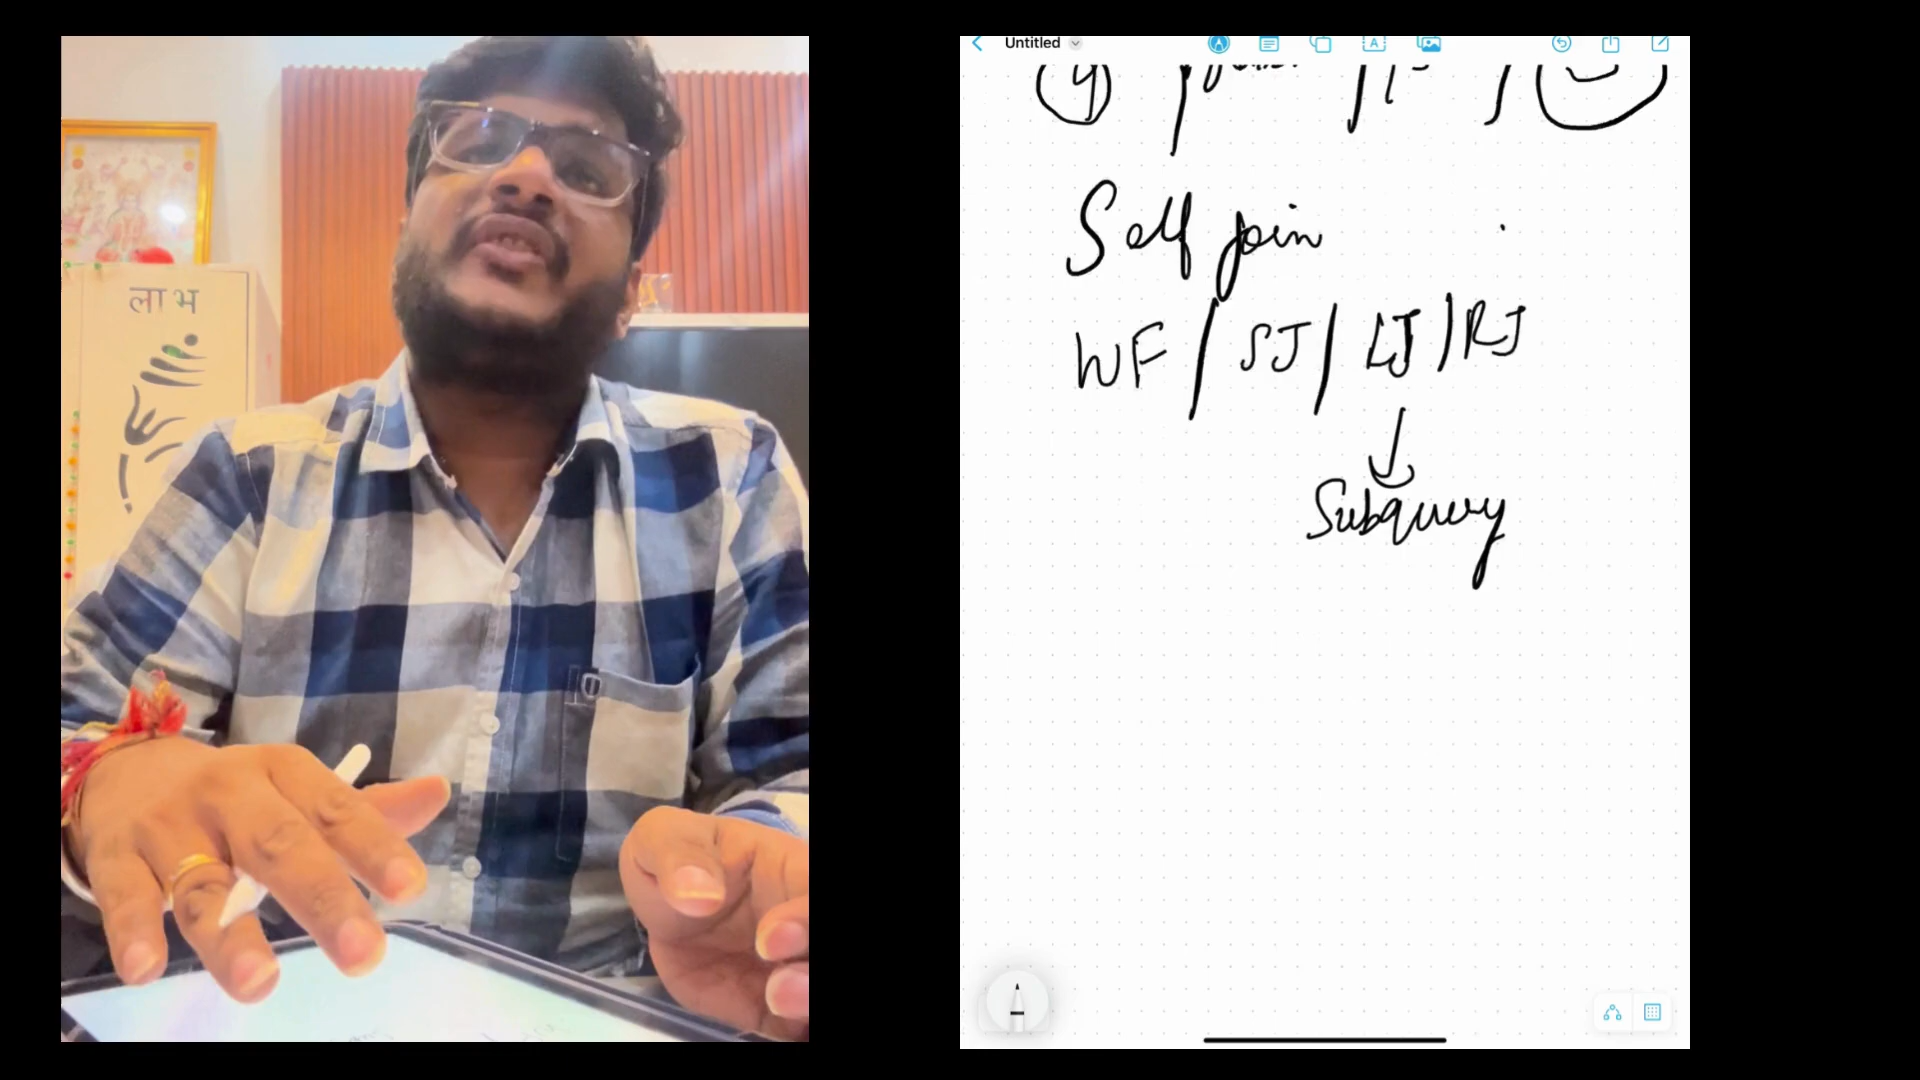 लाभ
Untitled
Self join
WF / SJ / LJ / RJ
Subquery